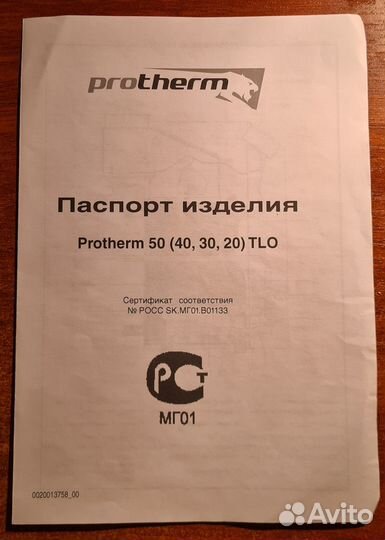 protherm
Паспорт изделия
Protherm 50 (40, 30, 20) TLO
Сертификат соответствия
№ РОСС SK.МГ01.В01133
РСТ
МГ01
0020013758_00
Avito